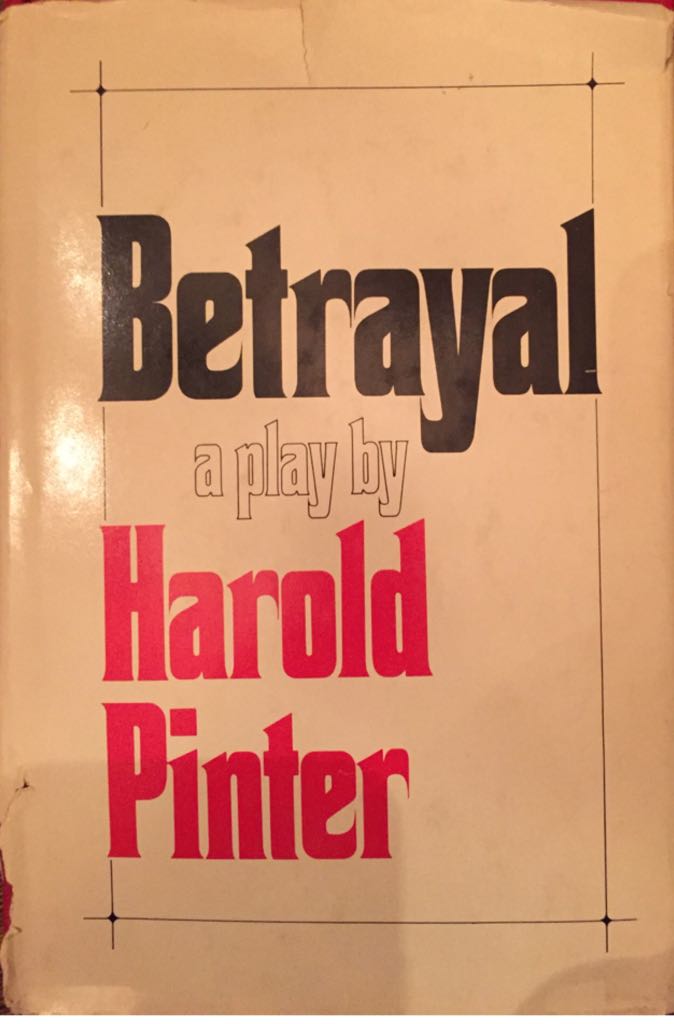 Betrayal
a play by
Harold
Pinter